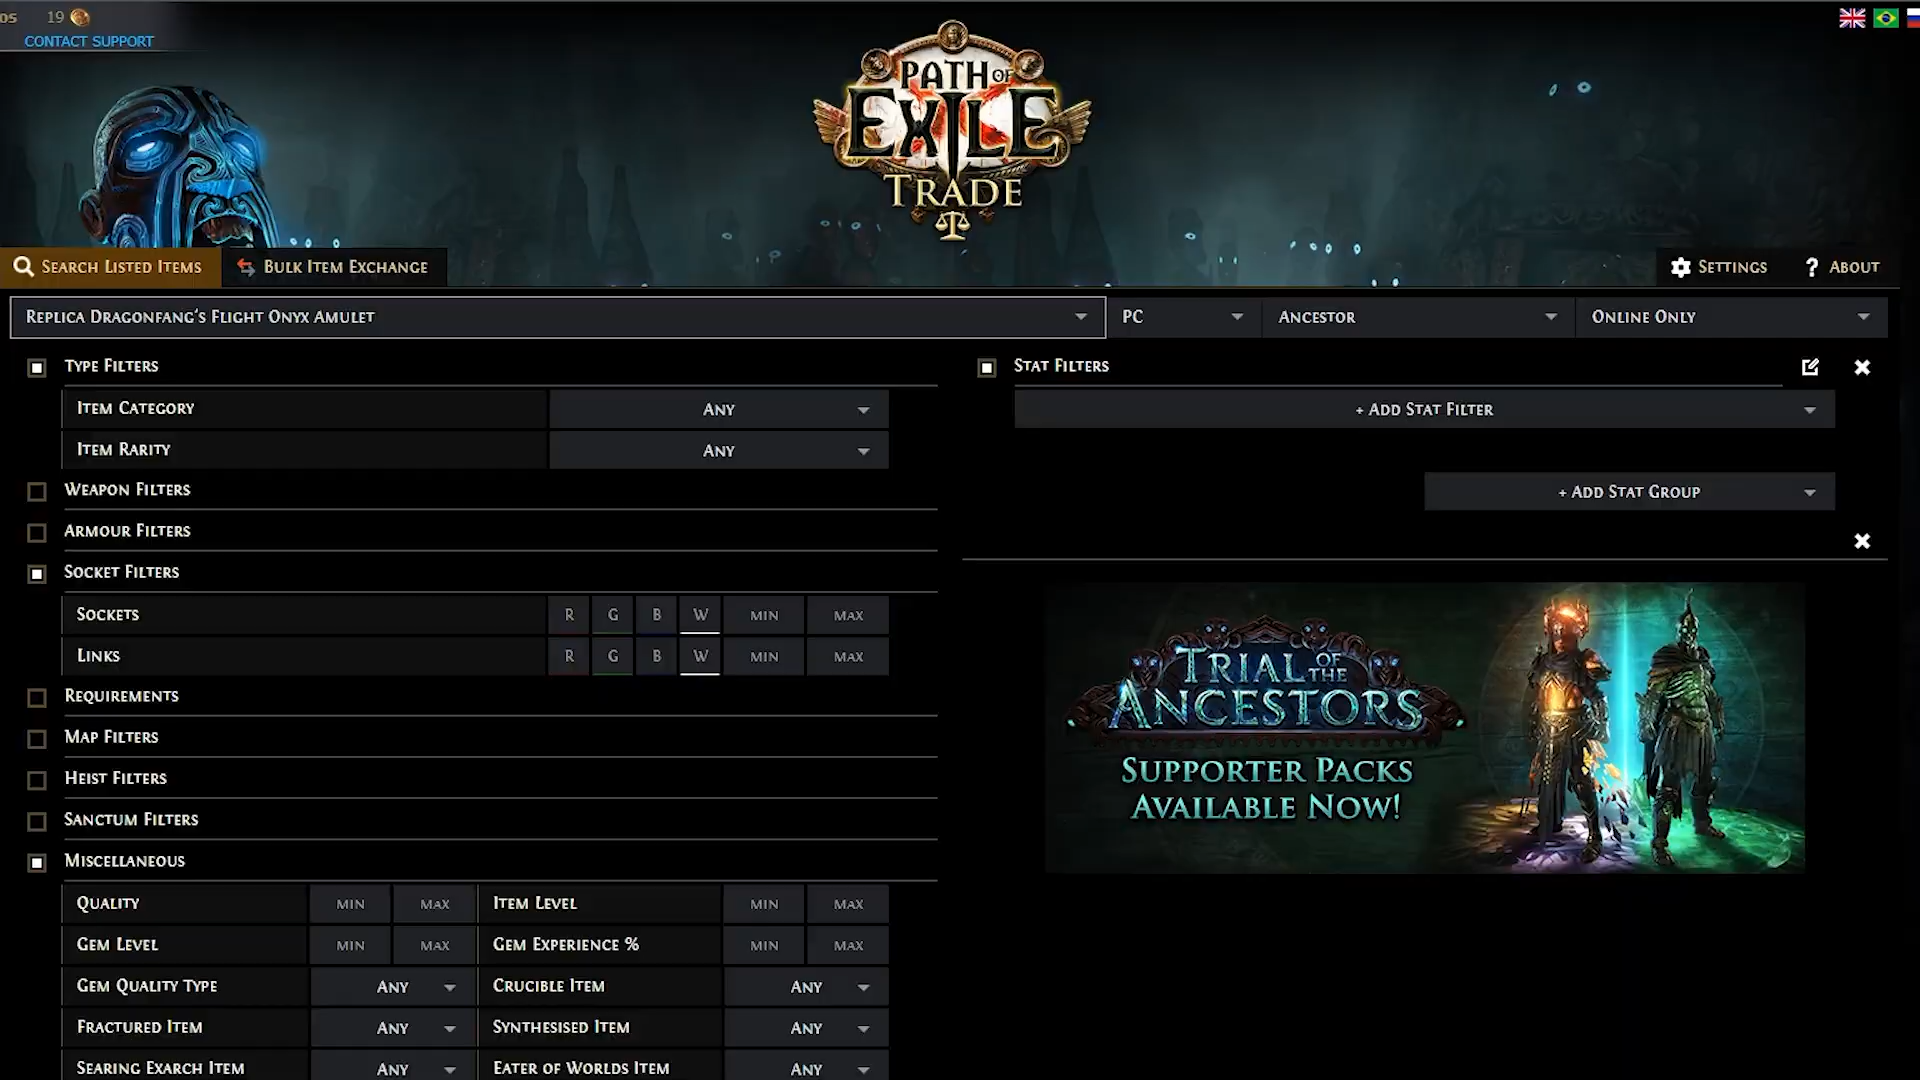 os 19
CONTACT SUPPORT
PATH OF
EXILE
TRADE
SEARCH LISTED ITEMS
BULK ITEM EXCHANGE
SETTINGS
? ABOUT
REPLICA DRAGONFANG'S FLIGHT ONYX AMULET
PC
ANCESTOR
ONLINE ONLY
TYPE FILTERS
ITEM CATEGORY ANY
ITEM RARITY ANY
WEAPON FILTERS
ARMOUR FILTERS
SOCKET FILTERS
SOCKETS R G B W MIN MAX
LINKS R G B W MIN MAX
REQUIREMENTS
MAP FILTERS
HEIST FILTERS
SANCTUM FILTERS
MISCELLANEOUS
QUALITY MIN MAX ITEM LEVEL MIN MAX
GEM LEVEL MIN MAX GEM EXPERIENCE % MIN MAX
GEM QUALITY TYPE ANY CRUCIBLE ITEM ANY
FRACTURED ITEM ANY SYNTHESISED ITEM ANY
SEARING EXARCH ITEM ANY EATER OF WORLDS ITEM ANY
STAT FILTERS
+ ADD STAT FILTER
+ ADD STAT GROUP
TRIAL OF THE
ANCESTORS
SUPPORTER PACKS
AVAILABLE NOW!